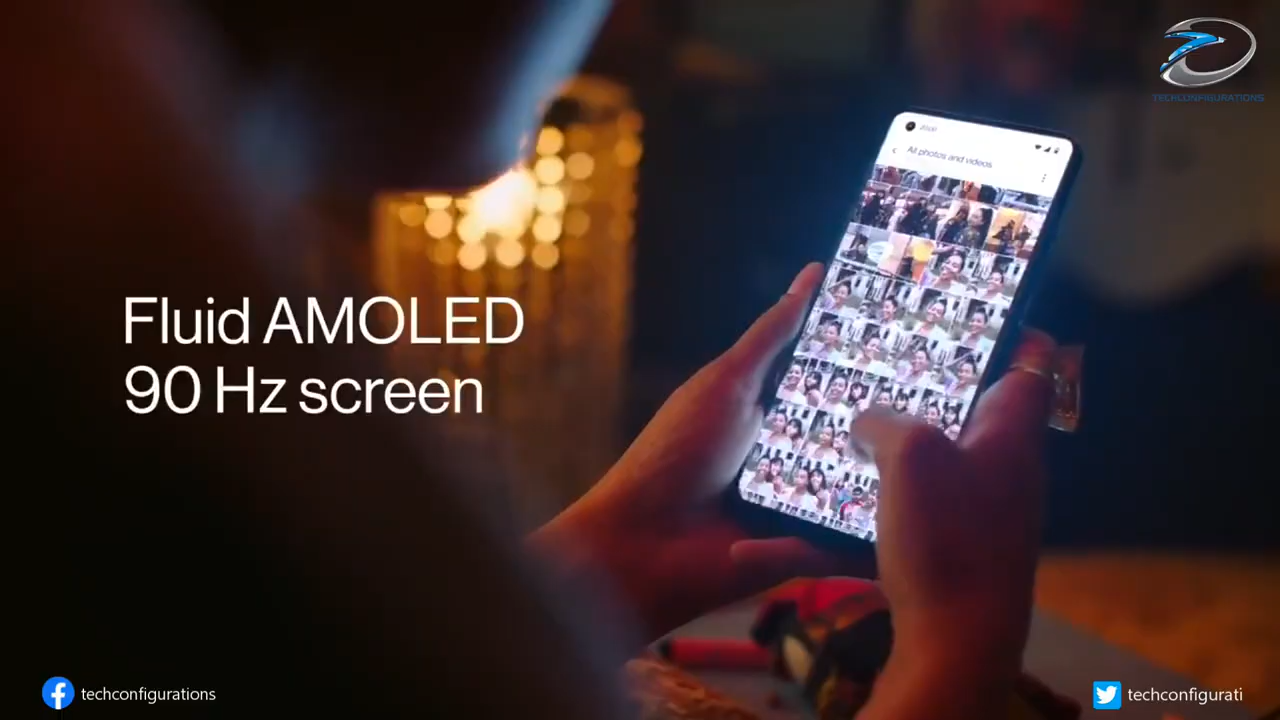 TECHCONFIGURATIONS
All photos and videos
Fluid AMOLED
90 Hz screen
techconfigurations
techconfigurati